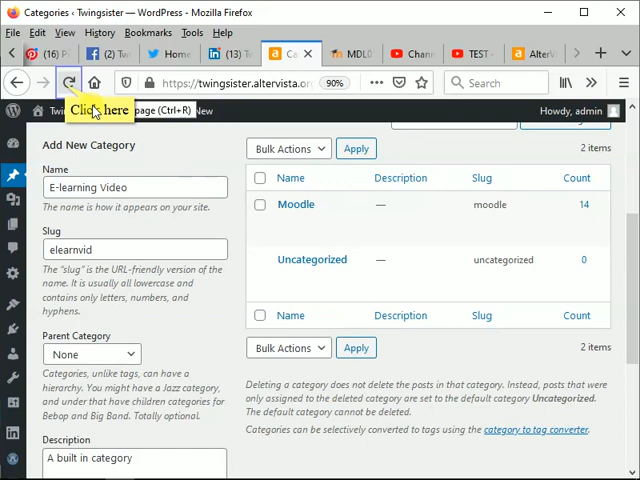 Categories ‹ Twingsister — WordPress - Mozilla Firefox
File Edit View History Bookmarks Tools Help
(16) P (2) Tw Home (13) T Ca MDL0 Chan TEST - AlterV
https://twingsister.altervista.or 90% Search
Click here page (Ctrl+R)
Tw New Howdy, admin
Add New Category
Bulk Actions Apply 2 items
Name
E-learning Video
The name is how it appears on your site.
Slug
elearnvid
The "slug" is the URL-friendly version of the
name. It is usually all lowercase and
contains only letters, numbers, and
hyphens.
Parent Category
None
Categories, unlike tags, can have a
hierarchy. You might have a Jazz category,
and under that have children categories for
Bebop and Big Band. Totally optional.
Description
A built in category
Name Description Slug Count
Moodle — moodle 14
Uncategorized — uncategorized 0
Name Description Slug Count
Bulk Actions Apply 2 items
Deleting a category does not delete the posts in that category. Instead, posts that were
only assigned to the deleted category are set to the default category Uncategorized.
The default category cannot be deleted.
Categories can be selectively converted to tags using the category to tag converter.